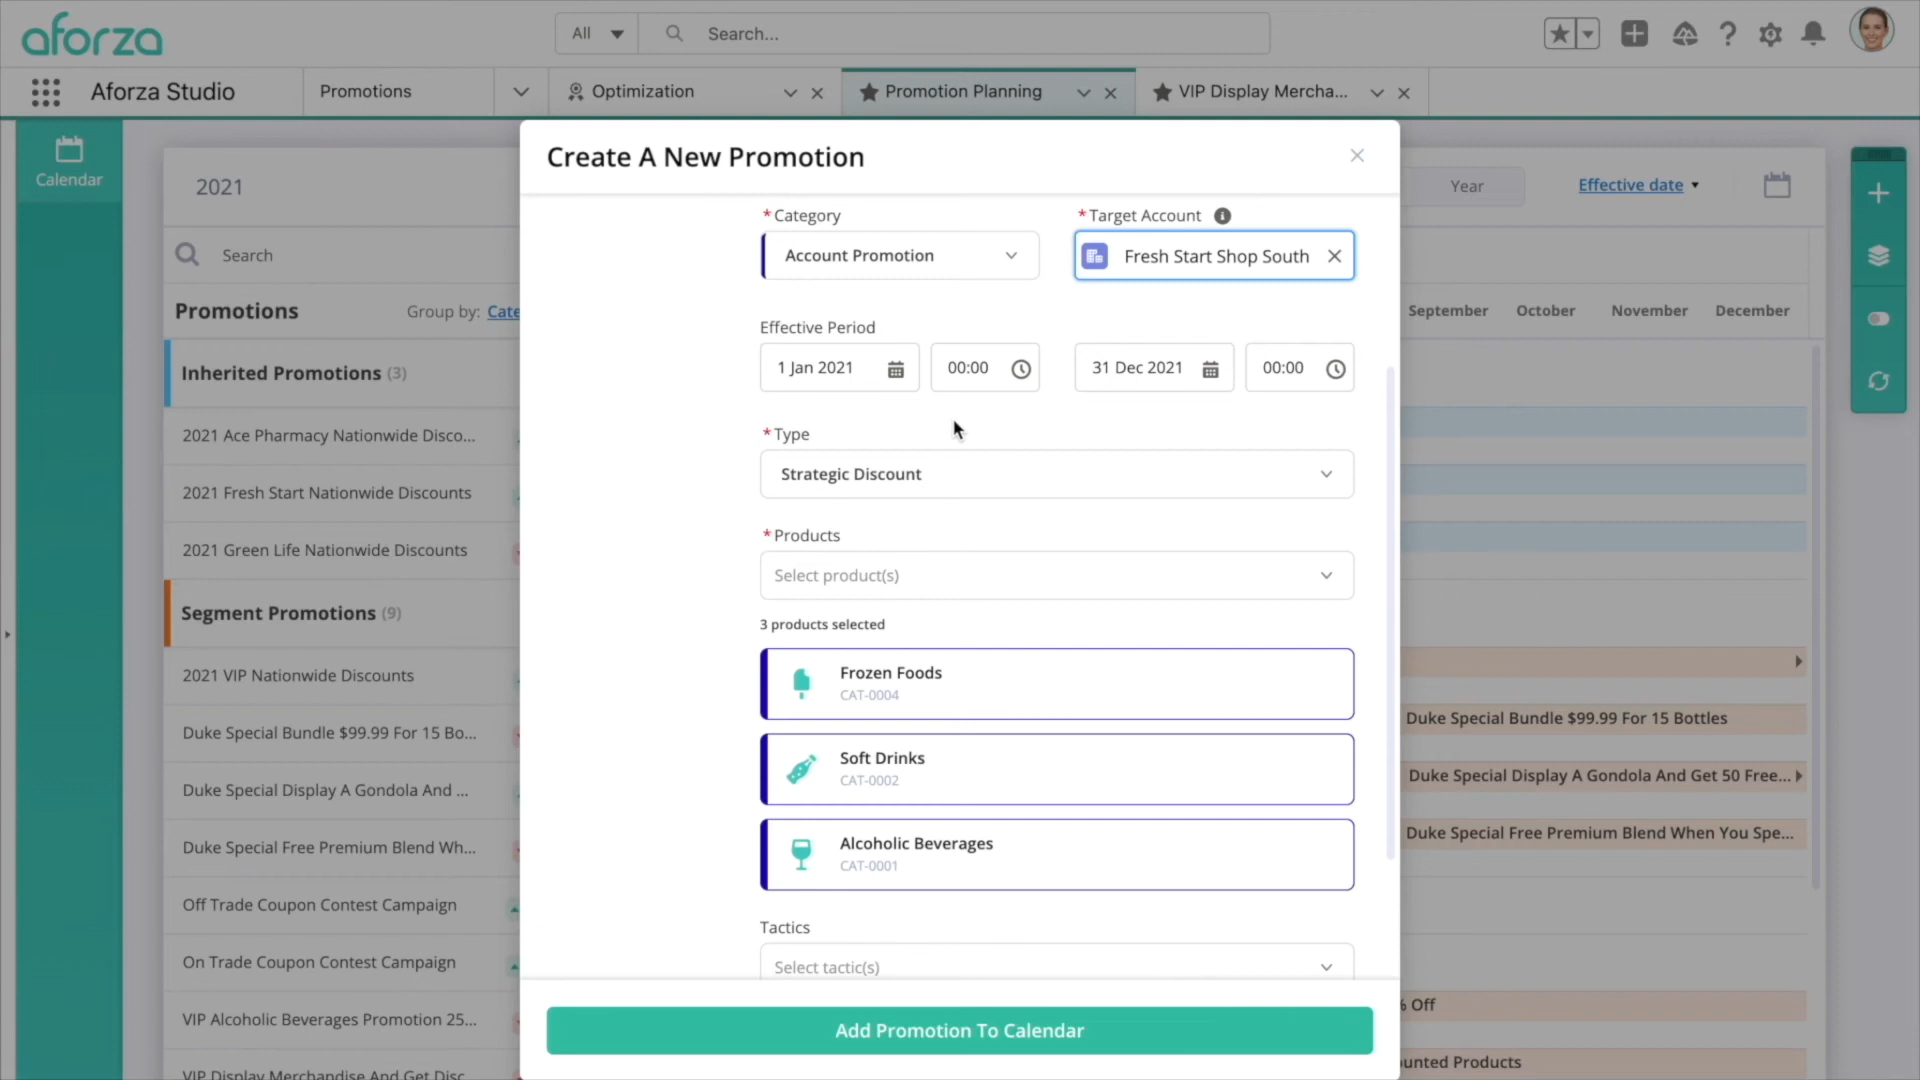 aforza
All
Search...
Aforza Studio
Promotions
Optimization
Promotion Planning
VIP Display Mercha...
Calendar
2021
Search
Promotions
Group by: Cate
Inherited Promotions (3)
2021 Ace Pharmacy Nationwide Disco...
2021 Fresh Start Nationwide Discounts
2021 Green Life Nationwide Discounts
Segment Promotions (9)
2021 VIP Nationwide Discounts
Duke Special Bundle $99.99 For 15 Bo...
Duke Special Display A Gondola And ...
Duke Special Free Premium Blend Wh...
Off Trade Coupon Contest Campaign
On Trade Coupon Contest Campaign
VIP Alcoholic Beverages Promotion 25...
VIP Display Merchandise And Get Disc
Create A New Promotion
*Category
*Target Account
Account Promotion
Fresh Start Shop South
Effective Period
1 Jan 2021
00:00
31 Dec 2021
00:00
*Type
Strategic Discount
*Products
Select product(s)
3 products selected
Frozen Foods
CAT-0004
Soft Drinks
CAT-0002
Alcoholic Beverages
CAT-0001
Tactics
Select tactic(s)
Add Promotion To Calendar
Year
Effective date
September
October
November
December
Duke Special Bundle $99.99 For 15 Bottles
Duke Special Display A Gondola And Get 50 Free...
Duke Special Free Premium Blend When You Spe...
% Off
ounted Products